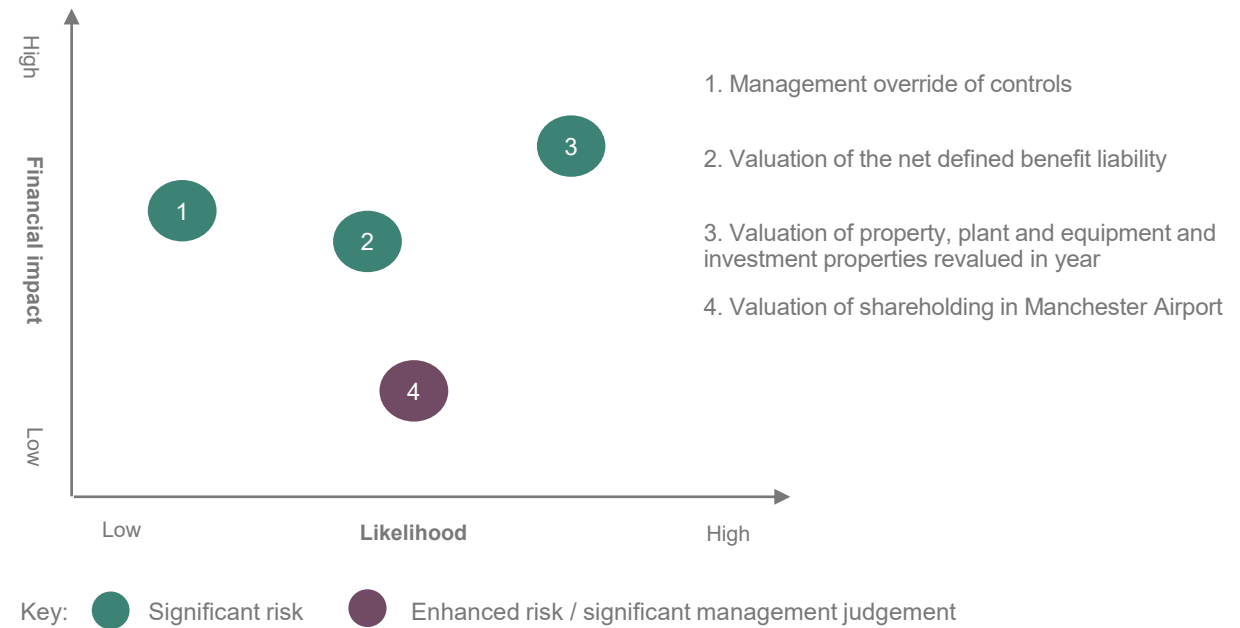 High
Financial impact
Low
1
2
3
4
1. Management override of controls
2. Valuation of the net defined benefit liability
3. Valuation of property, plant and equipment and
investment properties revalued in year
4. Valuation of shareholding in Manchester Airport
Low
Likelihood
High
Key:
Significant risk
Enhanced risk / significant management judgement